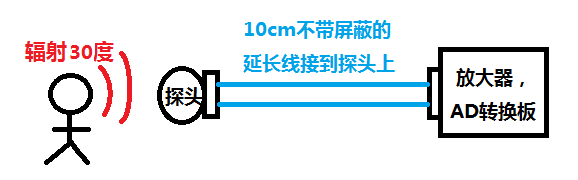 辐射30度
10cm不带屏蔽的
延长线接到探头上
探头
放大器，
AD转换板